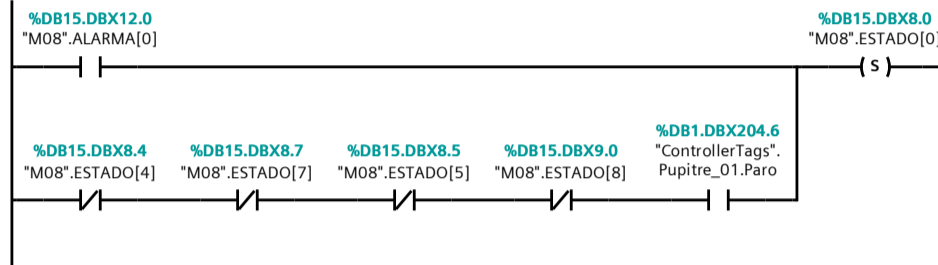 %DB15.DBX12.0
"M08".ALARMA[0]
%DB15.DBX8.0
"M08".ESTADO[0]
( S )
%DB15.DBX8.4
"M08".ESTADO[4]
%DB15.DBX8.7
"M08".ESTADO[7]
%DB15.DBX8.5
"M08".ESTADO[5]
%DB15.DBX9.0
"M08".ESTADO[8]
%DB1.DBX204.6
"ControllerTags".
Pupitre_01.Paro